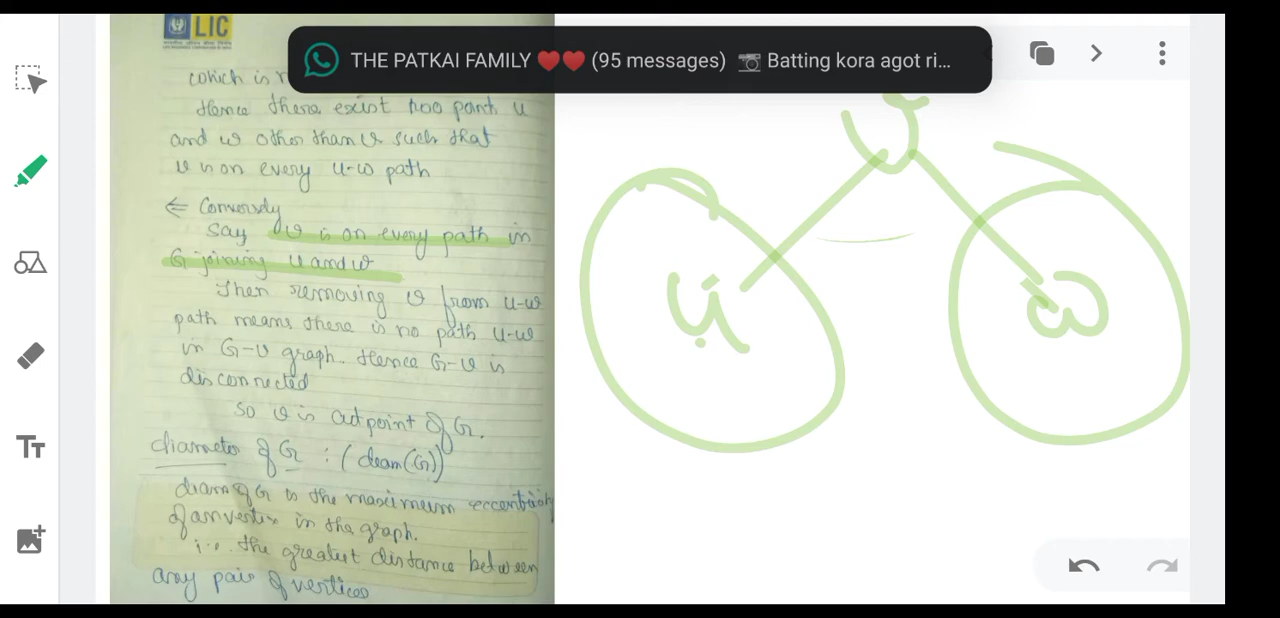 LIC
THE PATKAI FAMILY ❤️❤️ (95 messages) 📷 Batting kora agot ri...
which is
Hence there exist two point u
and w other than v such that
v is on every u-w path
⇐ Conversly
say v is on every path in
G joining u and w
Then removing v from u-w
path means there is no path u-w
in G-v graph. Hence G-v is
disconnected
So v is cutpoint of G.
diameter of G : (deam(G))
diam of G is the maximum eccentricity
of any vertex in the graph.
i.e. the greatest distance between
any pair of vertices
v
u
w
TT